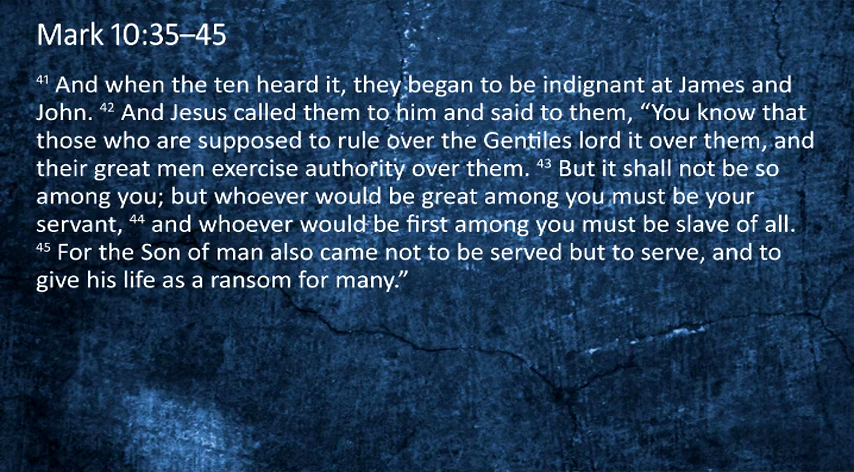 Mark 10:35–45
⁴¹ And when the ten heard it, they began to be indignant at James and
John. ⁴² And Jesus called them to him and said to them, “You know that
those who are supposed to rule over the Gentiles lord it over them, and
their great men exercise authority over them. ⁴³ But it shall not be so
among you; but whoever would be great among you must be your
servant, ⁴⁴ and whoever would be first among you must be slave of all.
⁴⁵ For the Son of man also came not to be served but to serve, and to
give his life as a ransom for many.”